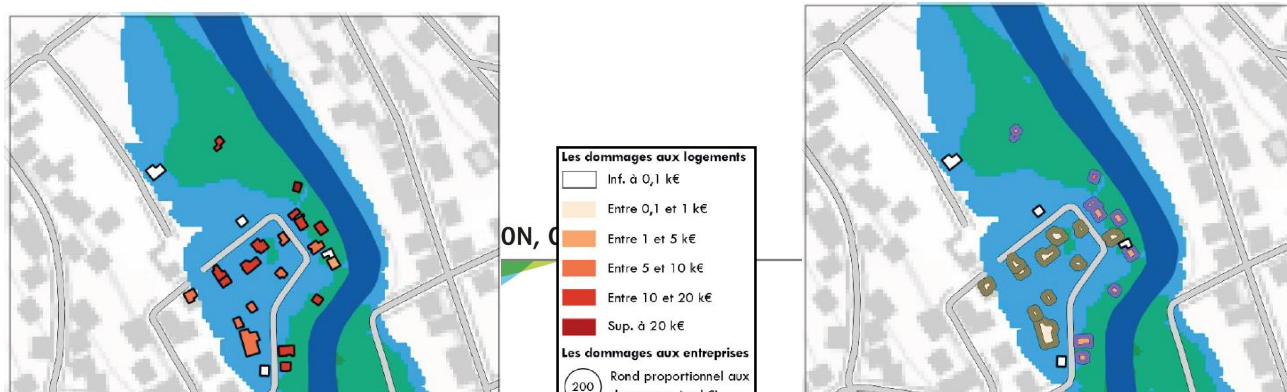 Les dommages aux logements
Inf. à 0,1 k€
Entre 0,1 et 1 k€
Entre 1 et 5 k€
Entre 5 et 10 k€
Entre 10 et 20 k€
Sup. à 20 k€
Les dommages aux entreprises
200
Rond proportionnel aux
ON,